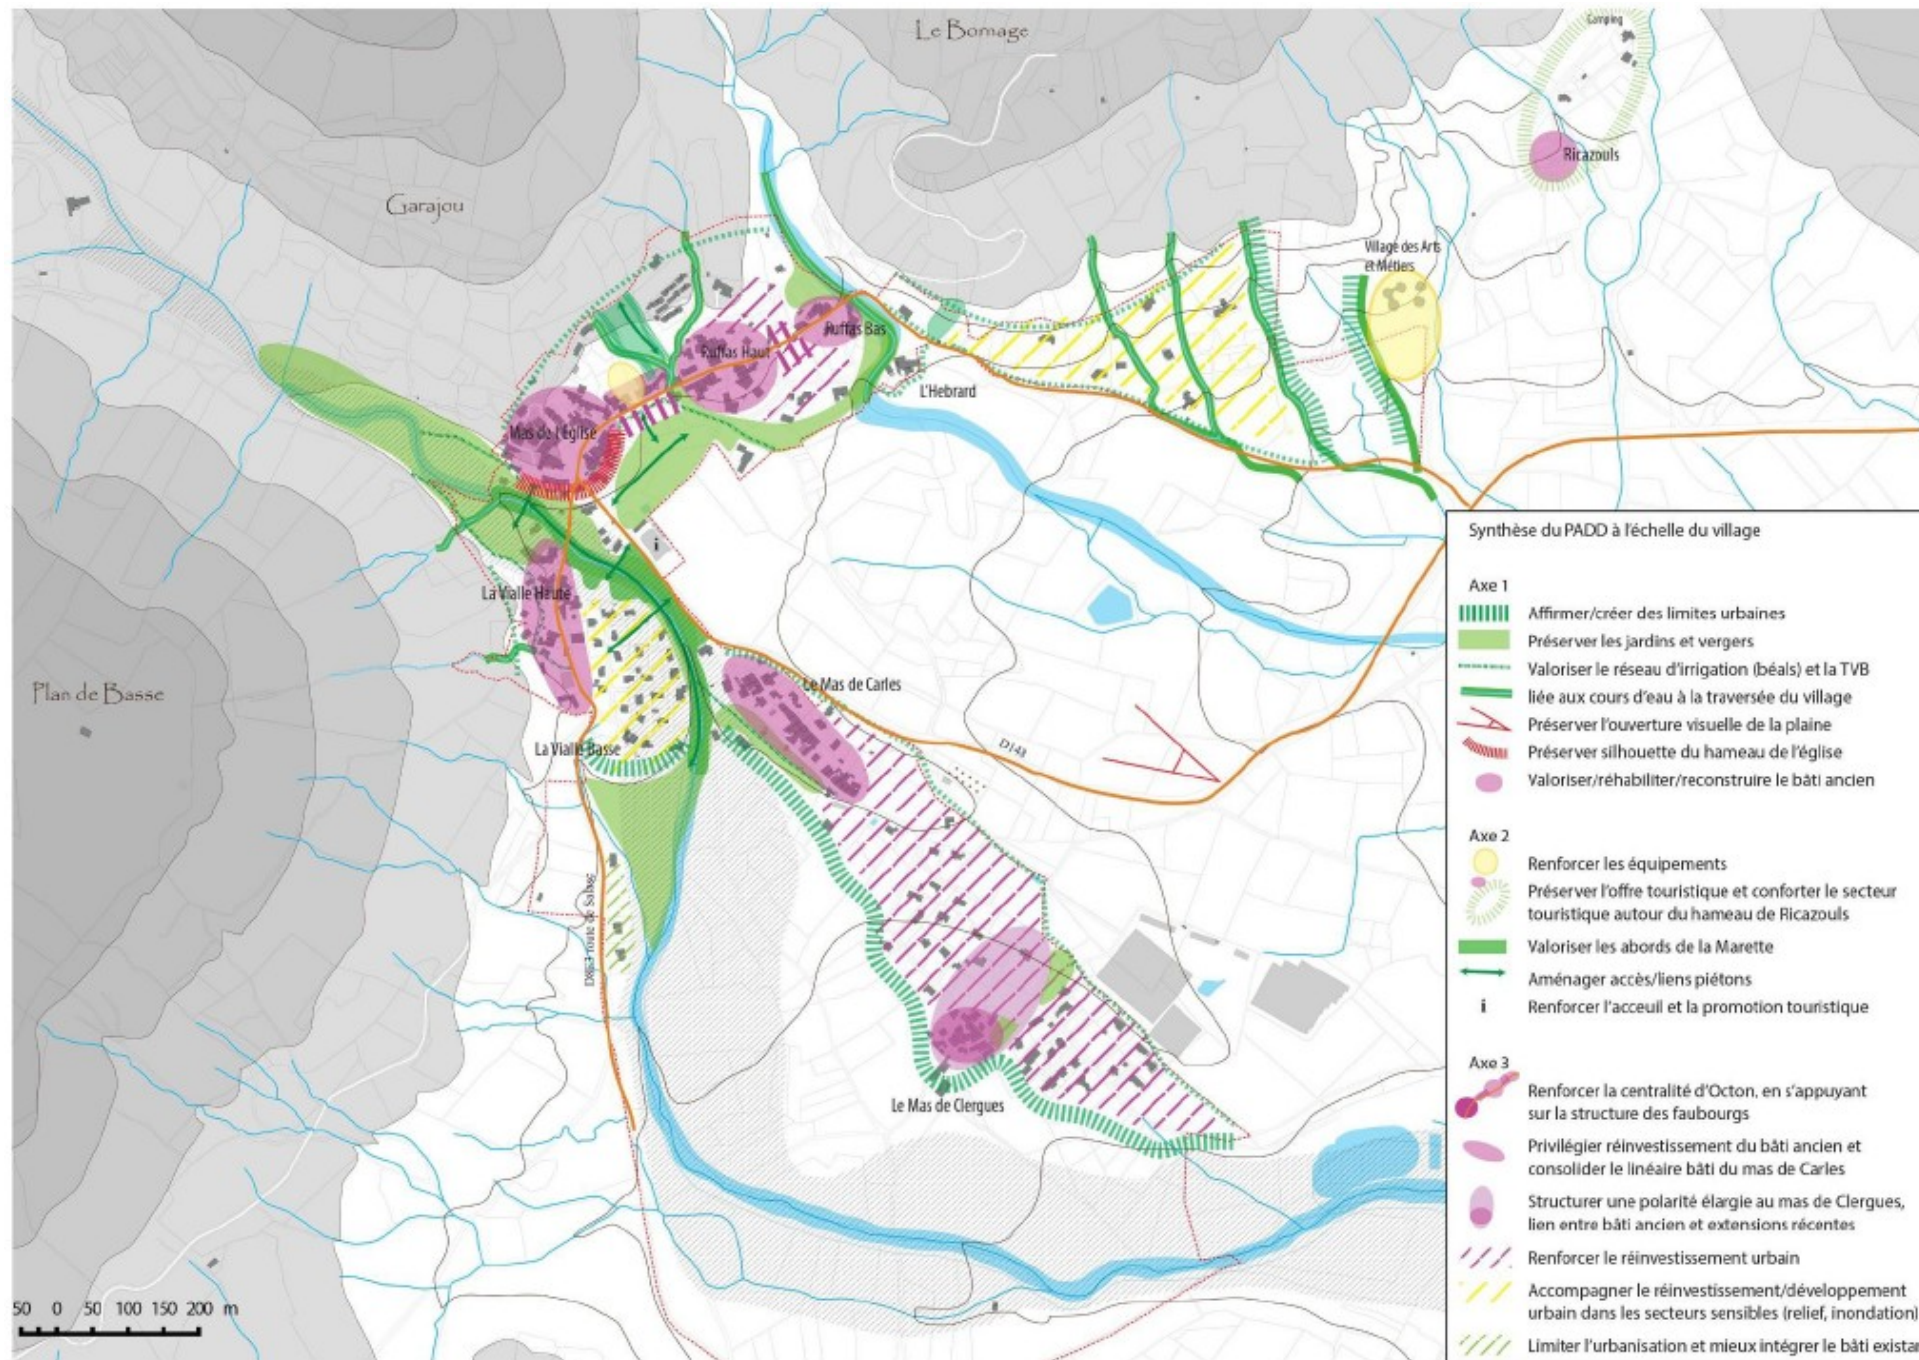 Camping
Le Bomage
Ricazouls
Garajou
Village des Arts
et Métiers
Ruffas Bas
Ruffas Haut
L'Hebrard
Mas de l'Eglise
i
La Vialle Haute
Plan de Basse
Le Mas de Carles
La Vialle Basse
D148
route de Salasc
Le Mas de Clergues
50 0 50 100 150 200 m
Synthèse du PADD à l'échelle du village
Axe 1
Affirmer/créer des limites urbaines
Préserver les jardins et vergers
Valoriser le réseau d'irrigation (béals) et la TVB
liée aux cours d'eau à la traversée du village
Préserver l'ouverture visuelle de la plaine
Préserver silhouette du hameau de l'église
Valoriser/réhabiliter/reconstruire le bâti ancien
Axe 2
Renforcer les équipements
Préserver l'offre touristique et conforter le secteur
touristique autour du hameau de Ricazouls
Valoriser les abords de la Marette
Aménager accès/liens piétons
i Renforcer l'acceuil et la promotion touristique
Axe 3
Renforcer la centralité d'Octon, en s'appuyant
sur la structure des faubourgs
Privilégier réinvestissement du bâti ancien et
consolider le linéaire bâti du mas de Carles
Structurer une polarité élargie au mas de Clergues,
lien entre bâti ancien et extensions récentes
Renforcer le réinvestissement urbain
Accompagner le réinvestissement/développement
urbain dans les secteurs sensibles (relief, inondation)
Limiter l'urbanisation et mieux intégrer le bâti existan